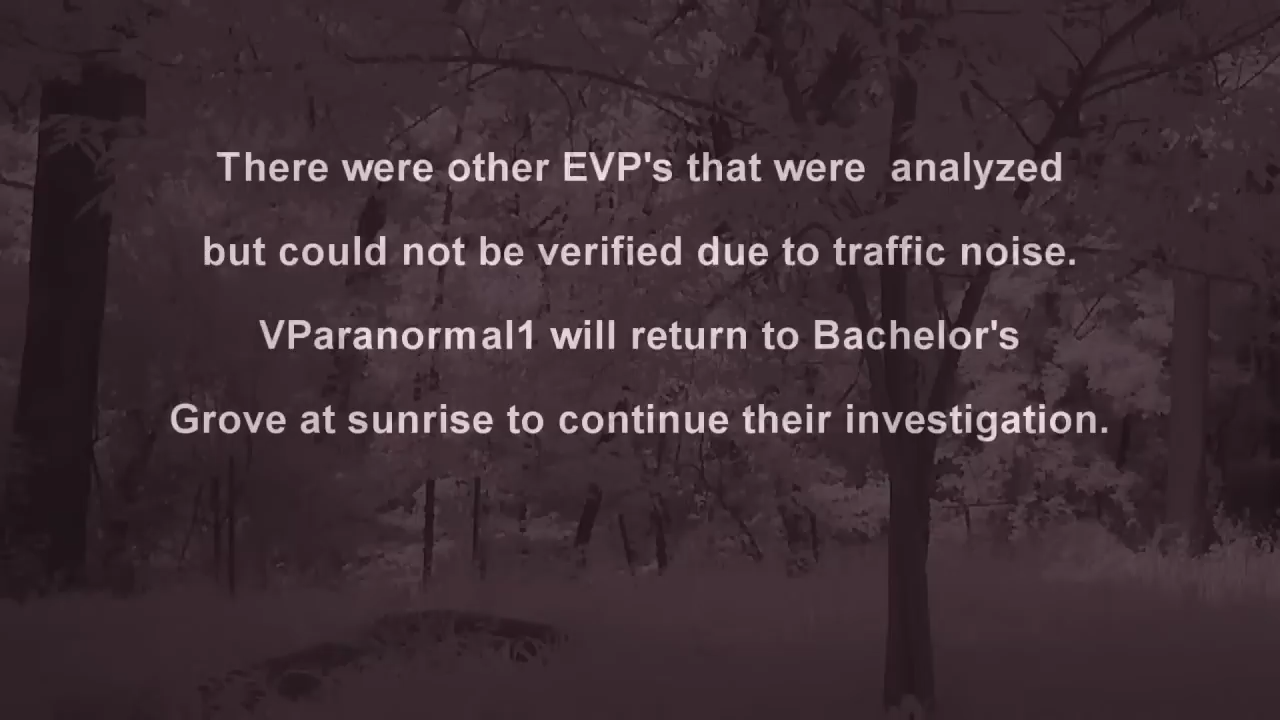 There were other EVP's that were  analyzed
but could not be verified due to traffic noise.
VParanormal1 will return to Bachelor's
Grove at sunrise to continue their investigation.